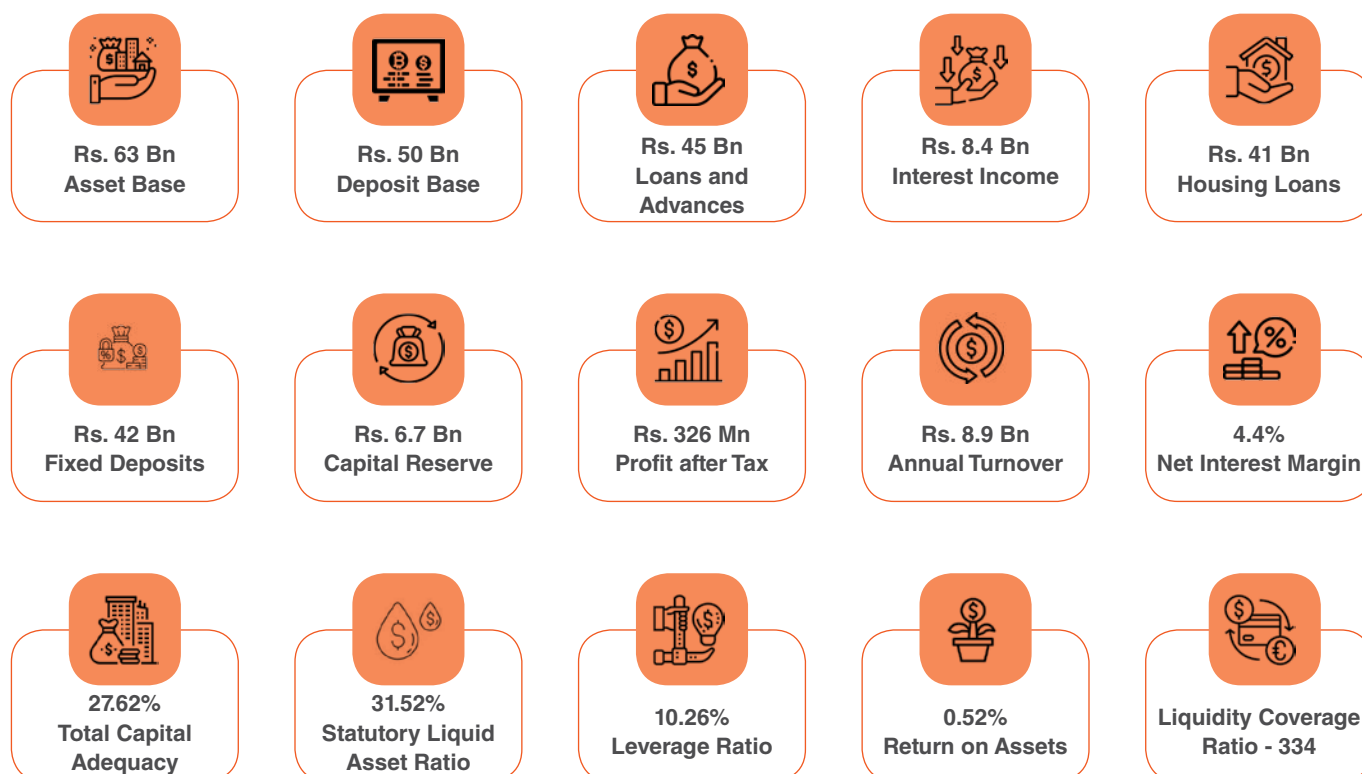 Rs. 63 Bn
Asset Base
Rs. 50 Bn
Deposit Base
Rs. 45 Bn
Loans and
Advances
Rs. 8.4 Bn
Interest Income
Rs. 41 Bn
Housing Loans
Rs. 42 Bn
Fixed Deposits
Rs. 6.7 Bn
Capital Reserve
Rs. 326 Mn
Profit after Tax
Rs. 8.9 Bn
Annual Turnover
4.4%
Net Interest Margin
27.62%
Total Capital
Adequacy
31.52%
Statutory Liquid
Asset Ratio
10.26%
Leverage Ratio
0.52%
Return on Assets
Liquidity Coverage
Ratio - 334